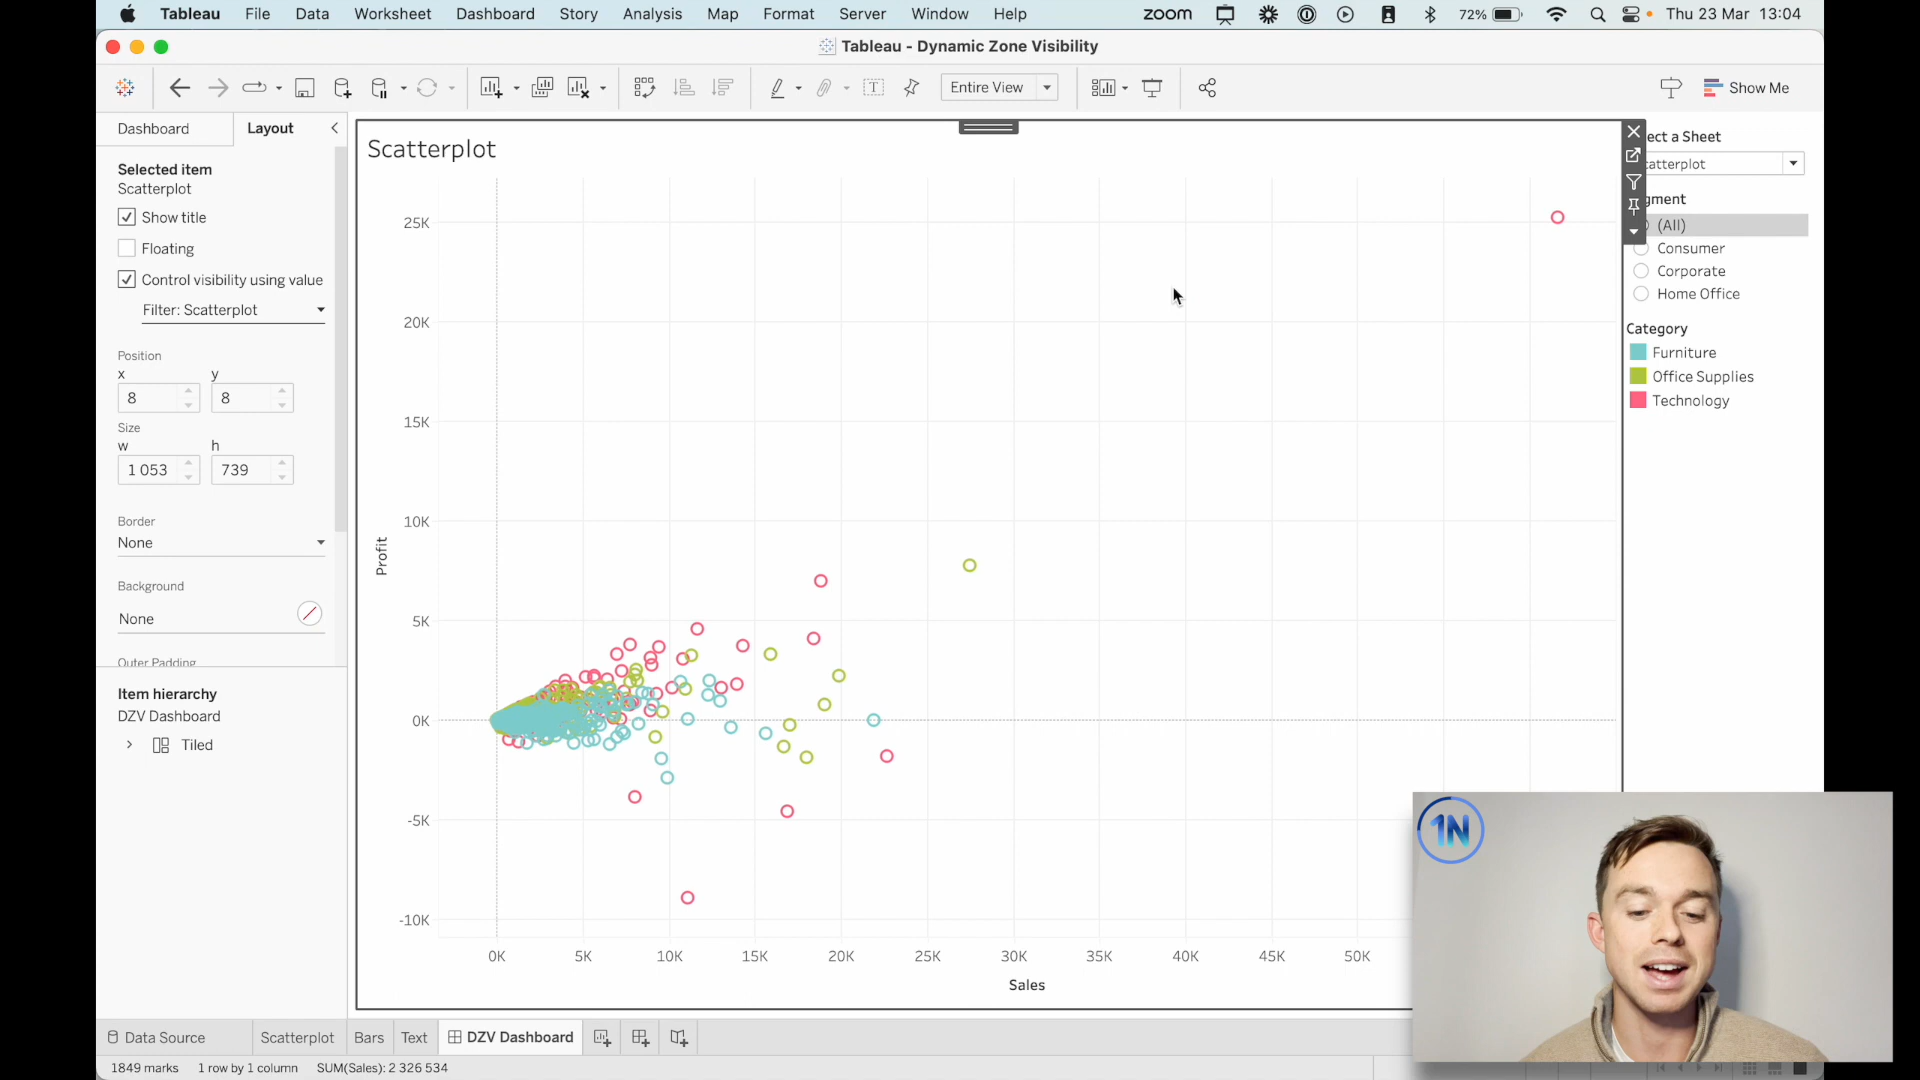 Tableau File Data Worksheet Dashboard Story Analysis Map Format Server Window Help zoom 72% Thu 23 Mar 13:04
Tableau - Dynamic Zone Visibility
Entire View Show Me
Dashboard Layout
Selected item
Scatterplot
Show title
Floating
Control visibility using value
Filter: Scatterplot
Position
x y
8 8
Size
w h
1 053 739
Border
None
Background
None
Outer Padding
Item hierarchy
DZV Dashboard
Tiled
Scatterplot
25K
20K
15K
10K
5K
0K
-5K
-10K
Profit
0K 5K 10K 15K 20K 25K 30K 35K 40K 45K 50K
Sales
ect a Sheet
catterplot
gment
(All)
Consumer
Corporate
Home Office
Category
Furniture
Office Supplies
Technology
1N
Data Source Scatterplot Bars Text DZV Dashboard
1849 marks 1 row by 1 column SUM(Sales): 2 326 534